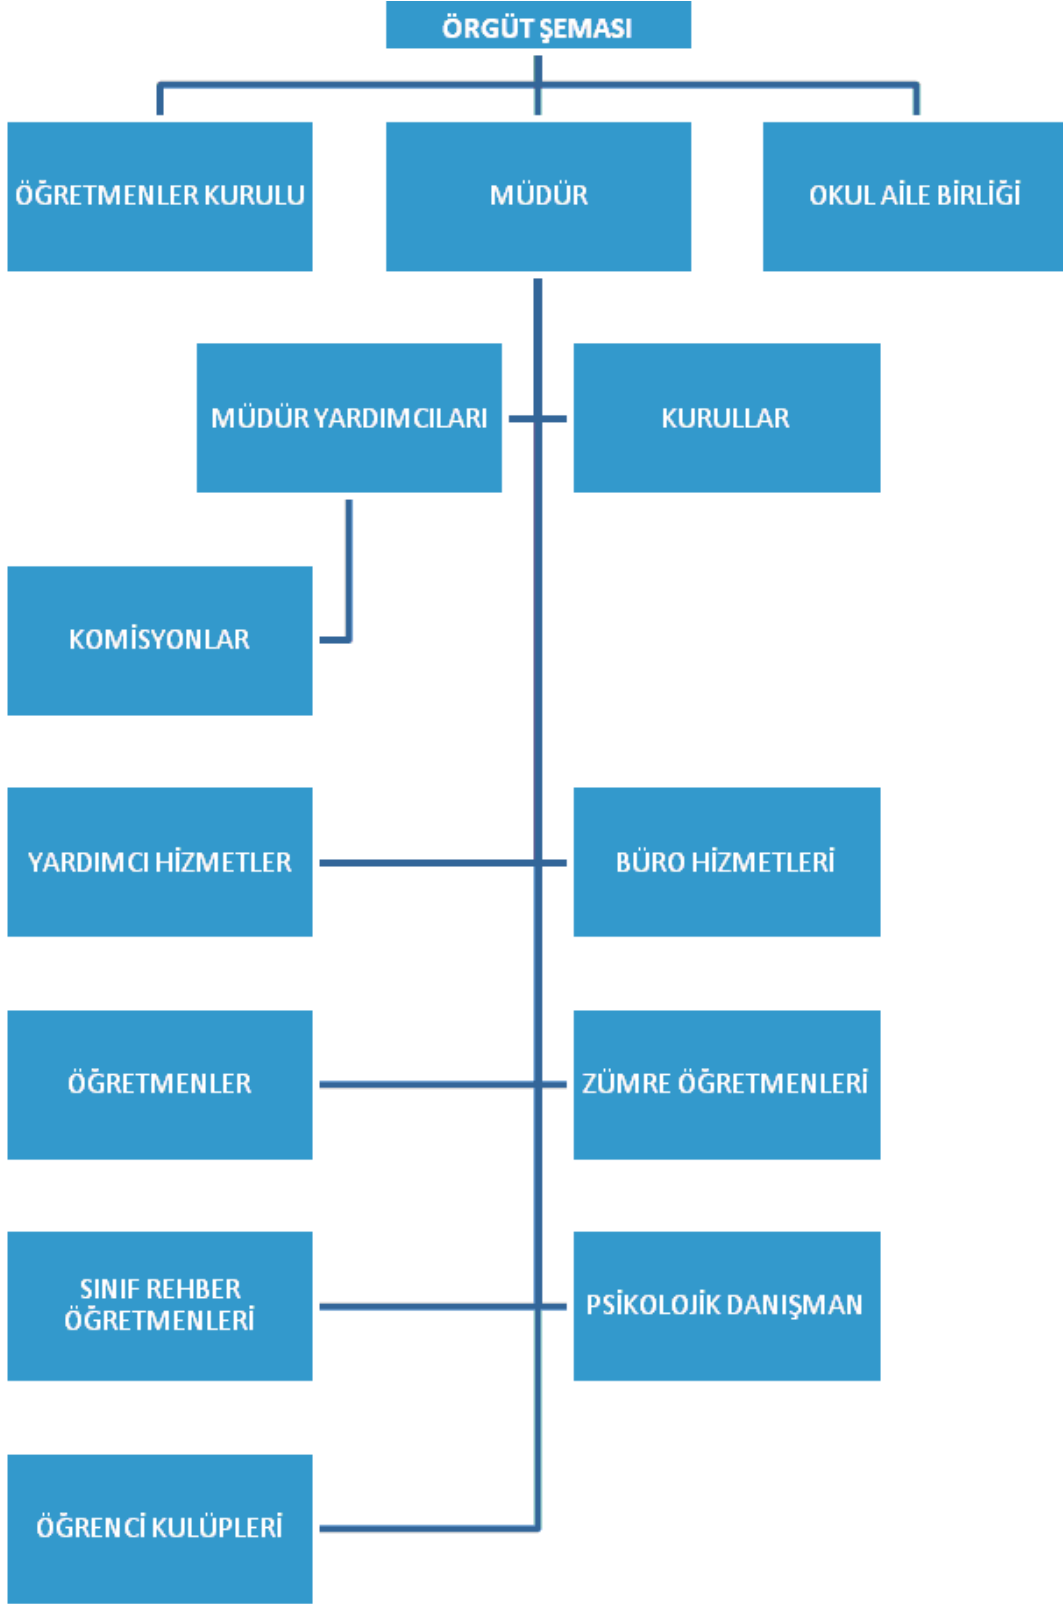 ÖRGÜT ŞEMASI
ÖĞRETMENLER KURULU
MÜDÜR
OKUL AİLE BİRLİĞİ
MÜDÜR YARDIMCILARI
KURULLAR
KOMİSYONLAR
YARDIMCI HİZMETLER
BÜRO HİZMETLERİ
ÖĞRETMENLER
ZÜMRE ÖĞRETMENLERİ
SINIF REHBER
ÖĞRETMENLERİ
PSİKOLOJİK DANIŞMAN
ÖĞRENCİ KULÜPLERİ